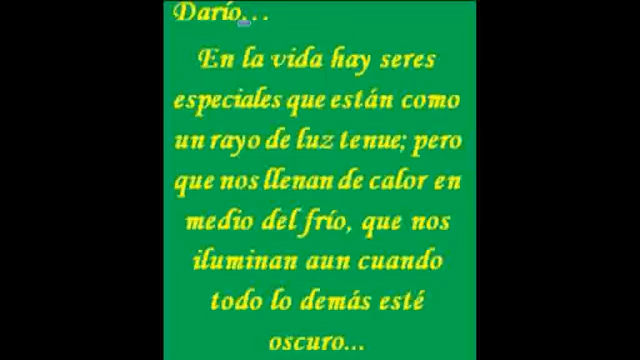 Darío...
En la vida hay seres
especiales que están como
un rayo de luz tenue; pero
que nos llenan de calor en
medio del frío, que nos
iluminan aun cuando
todo lo demás esté
oscuro...